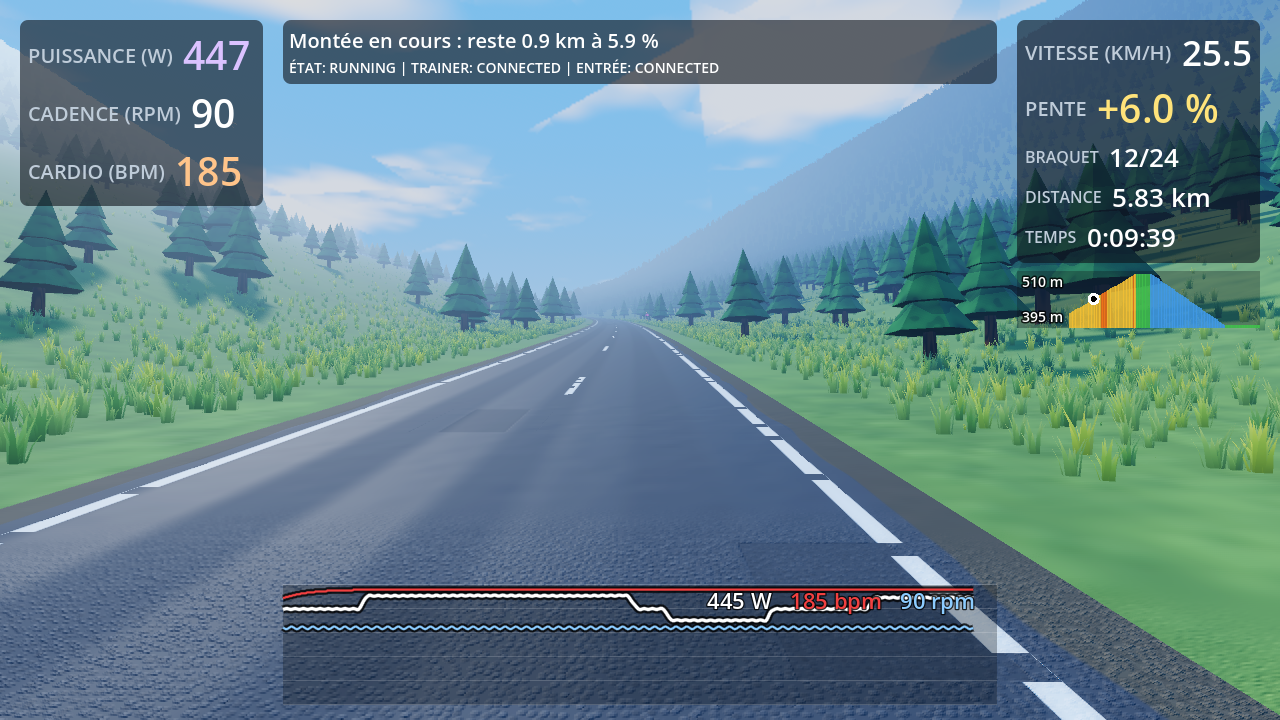 PUISSANCE (W) 447
CADENCE (RPM) 90
CARDIO (BPM) 185
Montée en cours : reste 0.9 km à 5.9 %
ÉTAT: RUNNING | TRAINER: CONNECTED | ENTRÉE: CONNECTED
VITESSE (KM/H) 25.5
PENTE +6.0 %
BRAQUET 12/24
DISTANCE 5.83 km
TEMPS 0:09:39
510 m
395 m
445 W 185 bpm 90 rpm